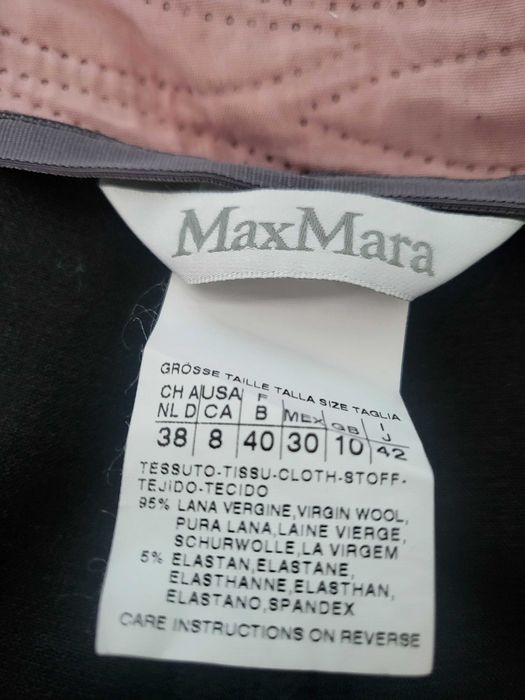 MaxMara
GRÖSSE TAILLE TALLA SIZE TAGLIA
CH A USA F MEX GB I
NL D CA B J
38 8 40 30 10 42
TESSUTO-TISSU-CLOTH-STOFF-
TEJIDO-TECIDO
95% LANA VERGINE,VIRGIN WOOL,
PURA LANA,LAINE VIERGE,
SCHURWOLLE,LA VIRGEM
5% ELASTAN,ELASTANE,
ELASTHANNE,ELASTHAN,
ELASTANO,SPANDEX
CARE INSTRUCTIONS ON REVERSE